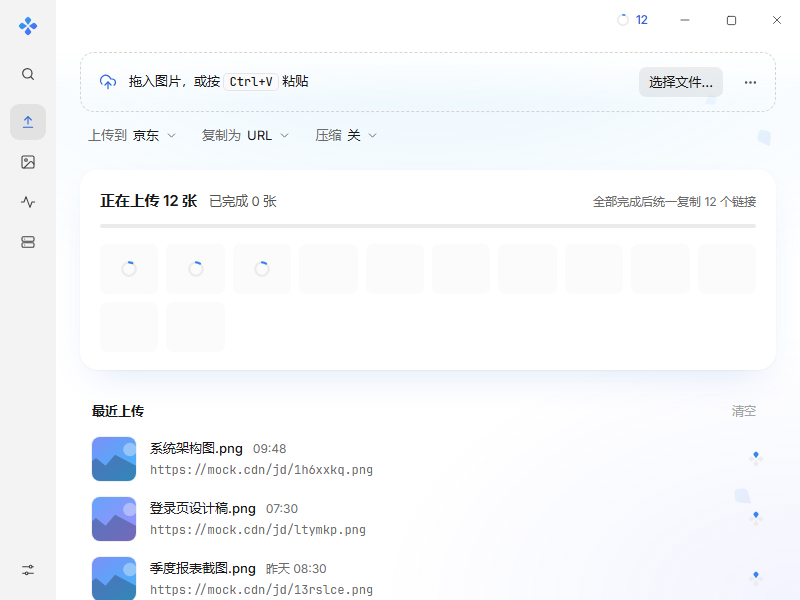 12
拖入图片，或按 Ctrl+V 粘贴
选择文件...
上传到 京东 复制为 URL 压缩 关
正在上传 12 张 已完成 0 张
全部完成后统一复制 12 个链接
最近上传
清空
系统架构图.png 09:48
https://mock.cdn/jd/1h6xxkq.png
登录页设计稿.png 07:30
https://mock.cdn/jd/ltymkp.png
季度报表截图.png 昨天 08:30
https://mock.cdn/jd/13rslce.png